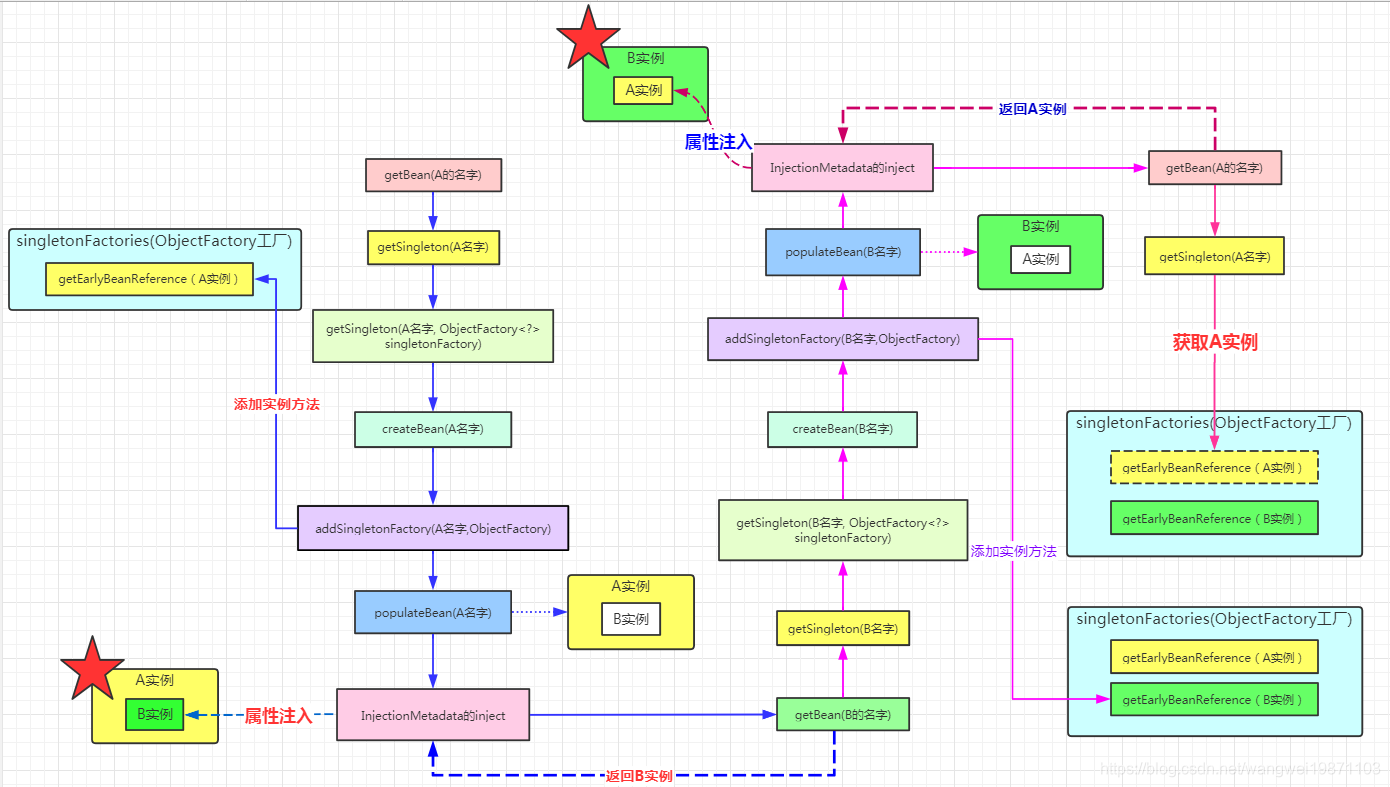 B实例
A实例
属性注入
返回A实例
InjectionMetadata的inject
getBean(A的名字)
getBean(A的名字)
getSingleton(A名字)
singletonFactories(ObjectFactory工厂)
getEarlyBeanReference（A实例）
populateBean(B名字)
B实例
A实例
getSingleton(A名字)
getSingleton(A名字, ObjectFactory<?>
singletonFactory)
addSingletonFactory(B名字,ObjectFactory)
获取A实例
添加实例方法
createBean(A名字)
createBean(B名字)
singletonFactories(ObjectFactory工厂)
getEarlyBeanReference（A实例）
getEarlyBeanReference（B实例）
addSingletonFactory(A名字,ObjectFactory)
getSingleton(B名字, ObjectFactory<?>
singletonFactory)
添加实例方法
populateBean(A名字)
A实例
B实例
getSingleton(B名字)
singletonFactories(ObjectFactory工厂)
getEarlyBeanReference（A实例）
getEarlyBeanReference（B实例）
A实例
B实例
属性注入
InjectionMetadata的inject
getBean(B的名字)
返回B实例
https://blog.csdn.net/wangwei19871103